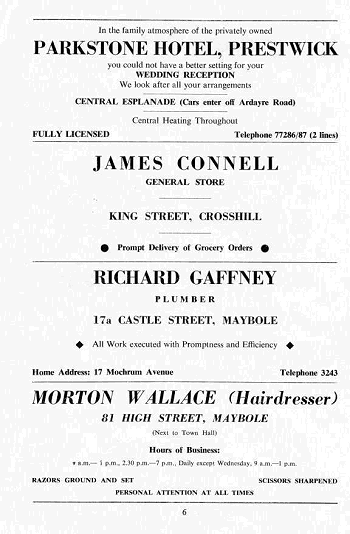 In the family atmosphere of the privately owned
PARKSTONE HOTEL, PRESTWICK
you could not have a better setting for your
WEDDING RECEPTION
We look after all your arrangements
CENTRAL ESPLANADE (Cars enter off Ardayre Road)
Central Heating Throughout
FULLY LICENSED Telephone 77286/87 (2 lines)
JAMES CONNELL
GENERAL STORE
KING STREET, CROSSHILL
● Prompt Delivery of Grocery Orders ●
RICHARD GAFFNEY
PLUMBER
17a CASTLE STREET, MAYBOLE
◆ All Work executed with Promptness and Efficiency ◆
Home Address: 17 Mochrum Avenue Telephone 3243
MORTON WALLACE (Hairdresser)
81 HIGH STREET, MAYBOLE
(Next to Town Hall)
Hours of Business:
a.m.— 1 p.m., 2.30 p.m.—7 p.m., Daily except Wednesday, 9 a.m.—1 p.m.
RAZORS GROUND AND SET SCISSORS SHARPENED
PERSONAL ATTENTION AT ALL TIMES
6